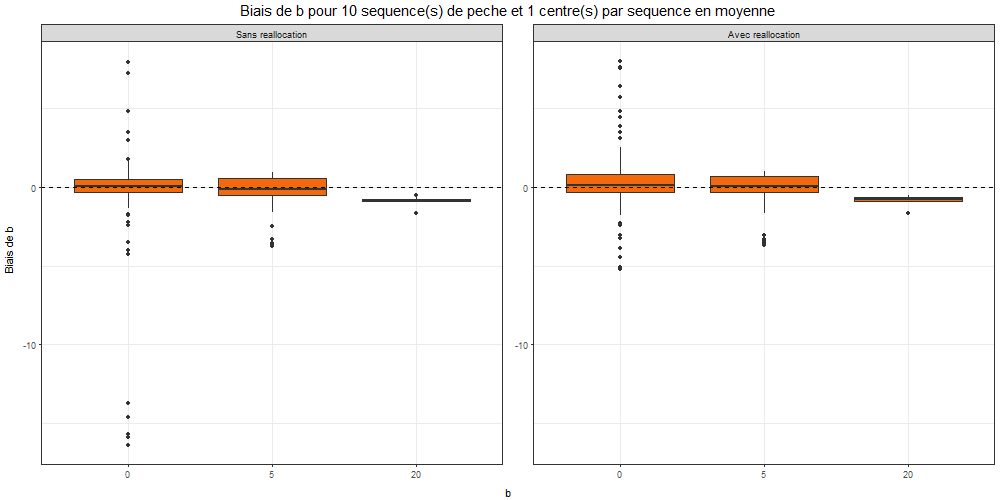 Biais de b pour 10 sequence(s) de peche et 1 centre(s) par sequence en moyenne
Sans reallocation
Avec reallocation
Biais de b
0
-10
0
-10
0
5
20
0
5
20
b